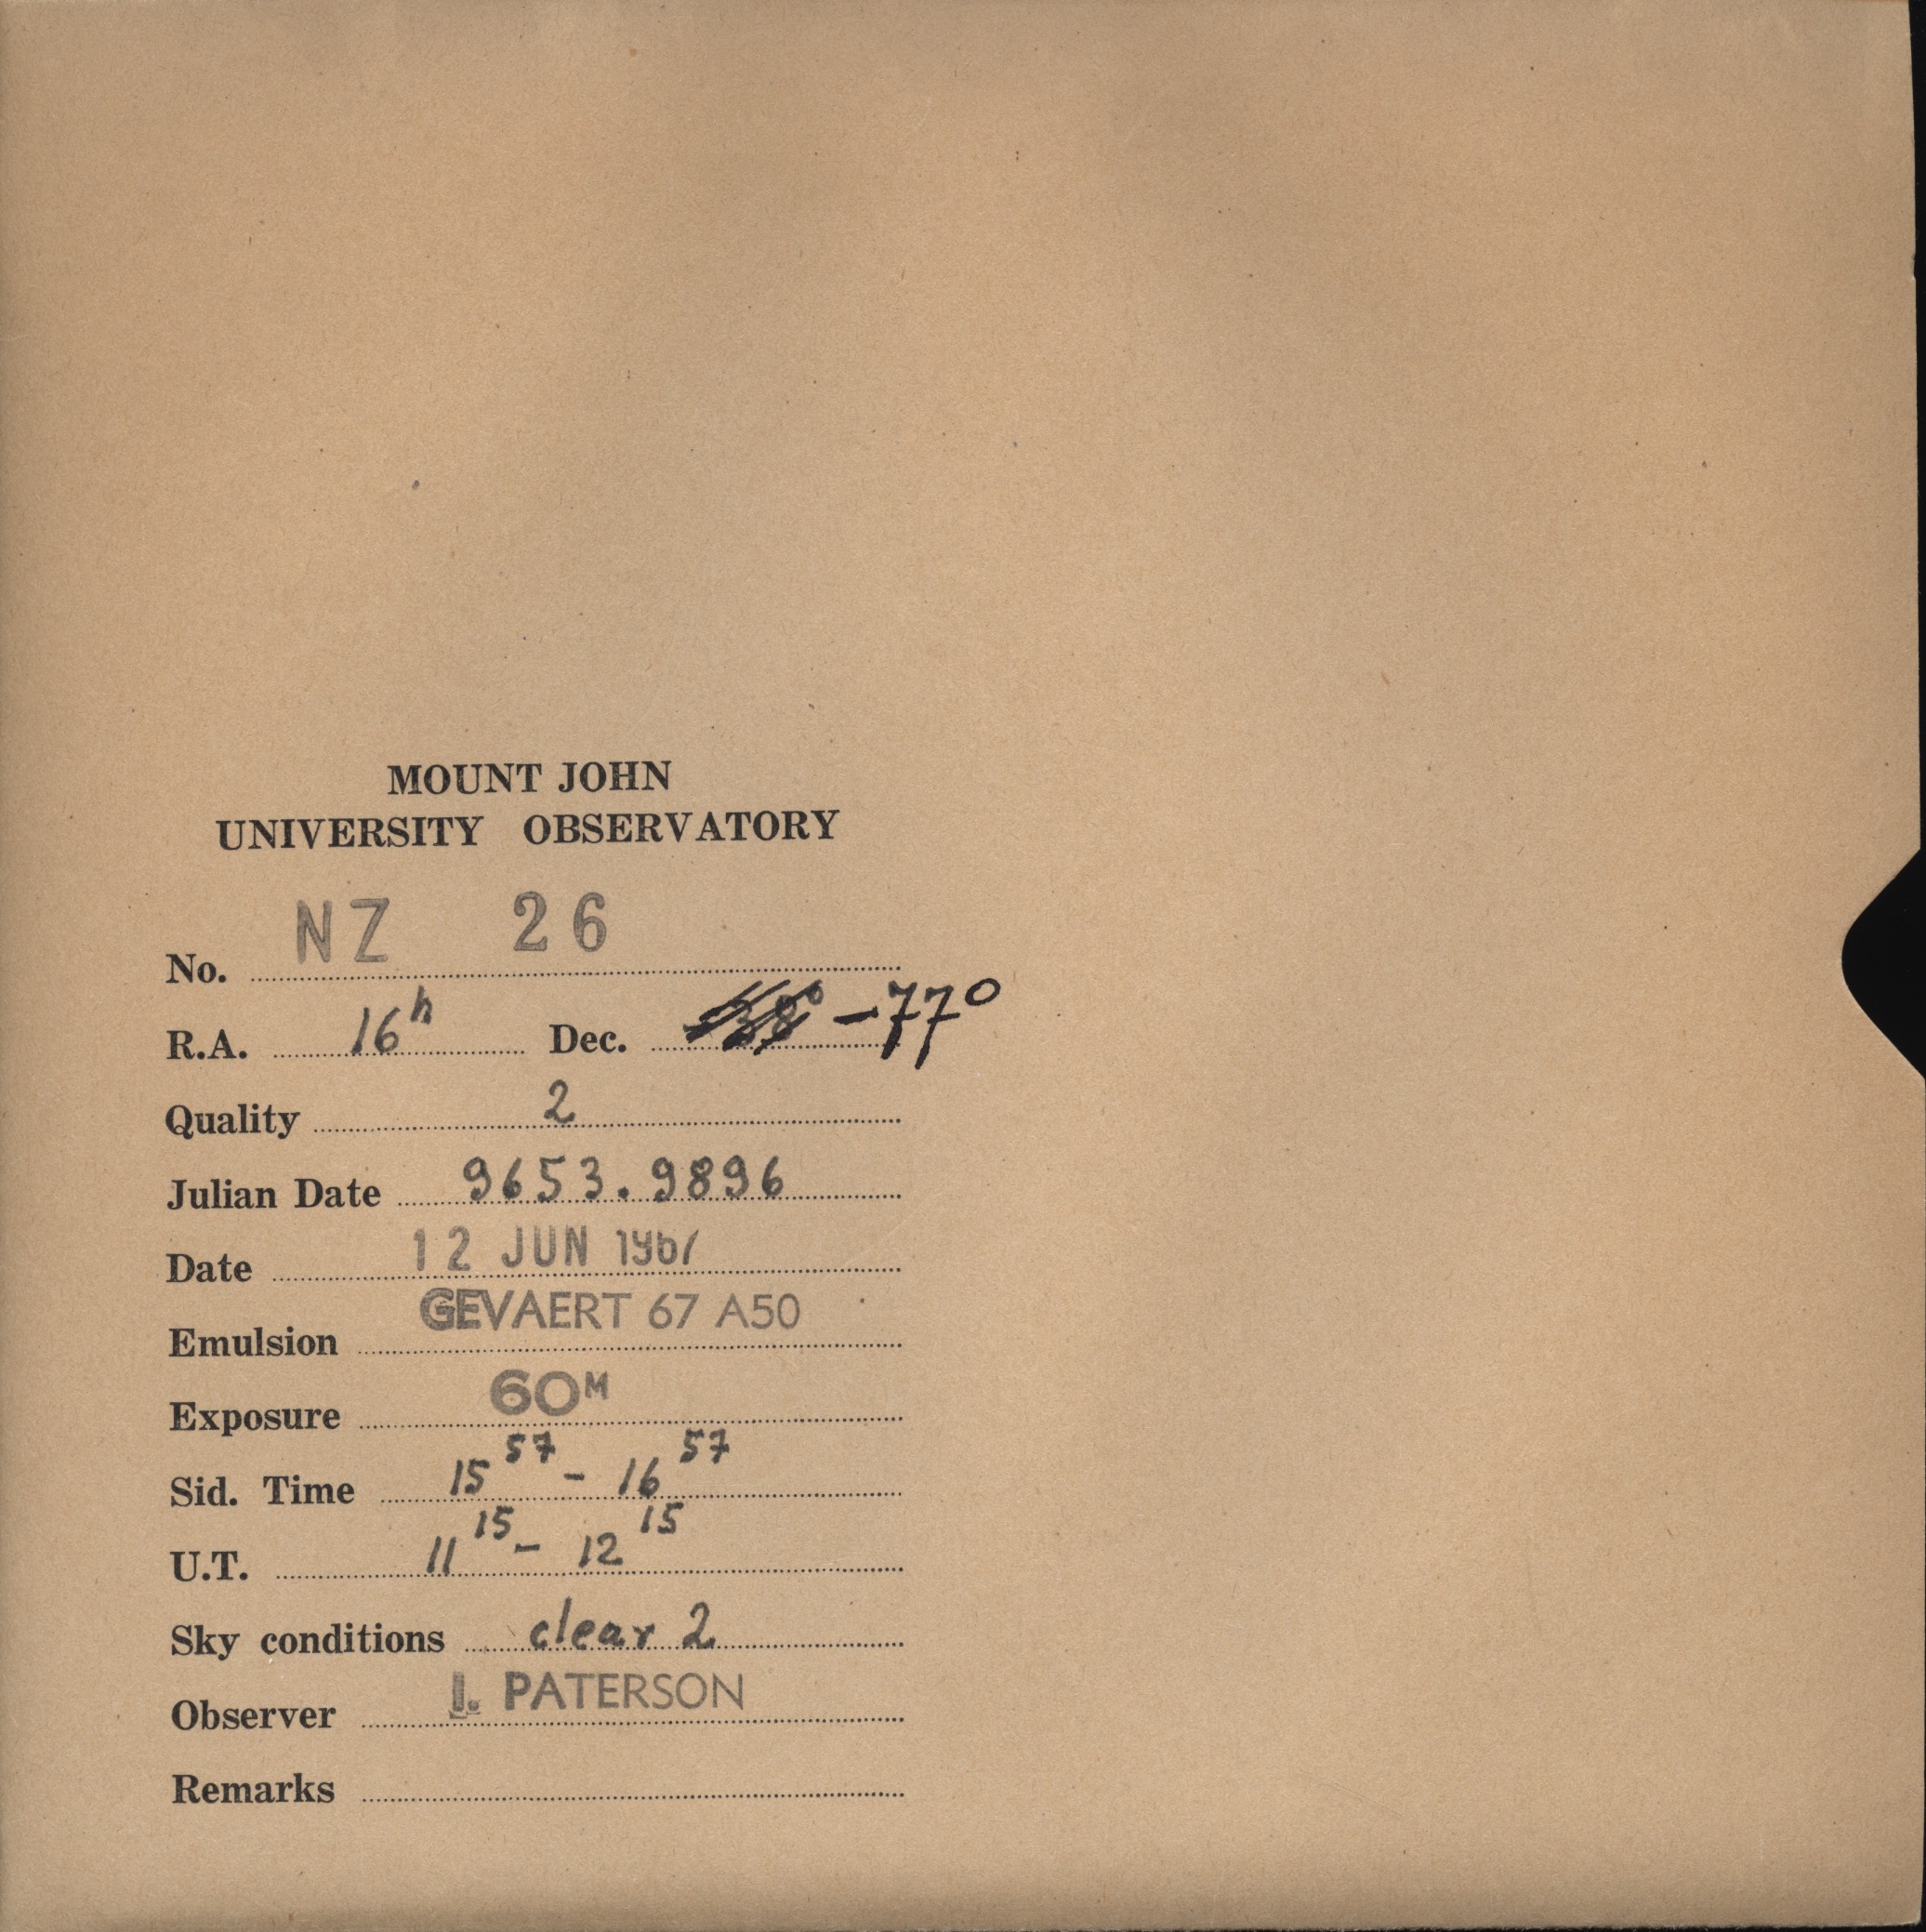 MOUNT JOHN
UNIVERSITY OBSERVATORY
No. NZ 26
R.A. 16h Dec. -77°
Quality 2
Julian Date 9653.9896
Date 12 JUN 1967
Emulsion GEVAERT 67 A50
Exposure 60M
Sid. Time 15 57 - 16 57
U.T. 11 15 - 12 15
Sky conditions clear 2
Observer I. PATERSON
Remarks